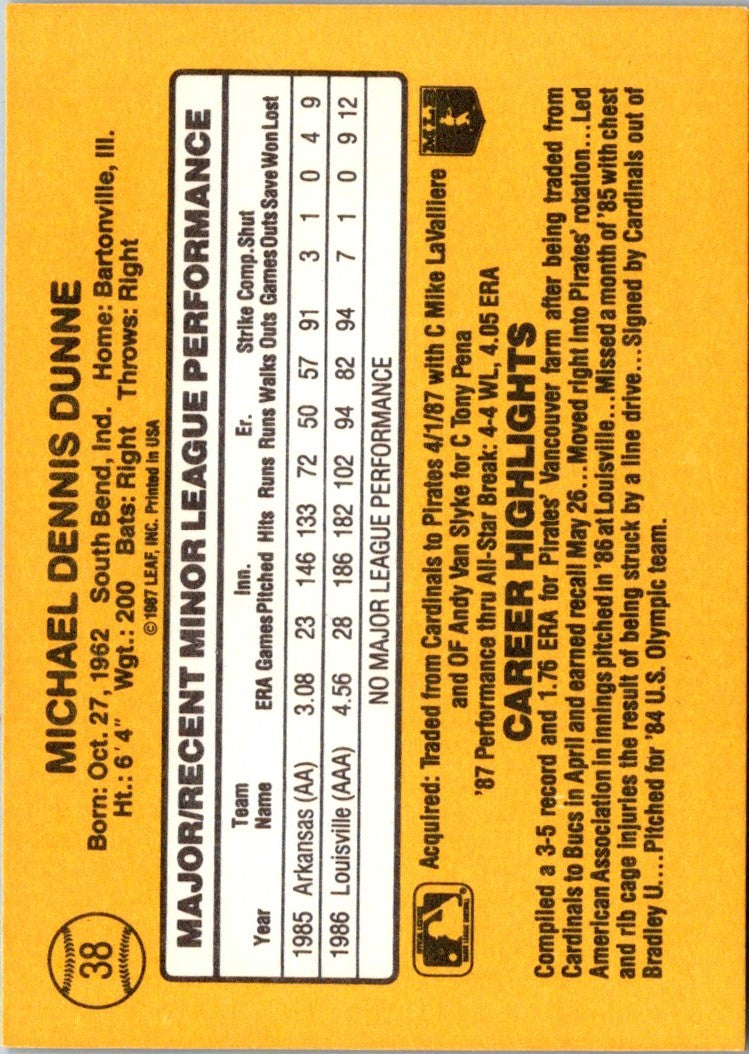 38
MICHAEL DENNIS DUNNE
Born: Oct. 27, 1962 South Bend, Ind. Home: Bartonville, Ill.
Ht.: 6'4" Wgt.: 200 Bats: Right Throws: Right
© 1987 LEAF, INC. Printed in USA
MAJOR/RECENT MINOR LEAGUE PERFORMANCE
Team Inn. Er. Strike Comp. Shut
Year Name ERA Games Pitched Hits Runs Runs Walks Outs Games Outs Save Won Lost
1985 Arkansas (AA) 3.08 23 146 133 72 50 57 91 3 1 0 4 9
1986 Louisville (AAA) 4.56 28 186 182 102 94 82 94 7 1 0 9 12
NO MAJOR LEAGUE PERFORMANCE
Acquired: Traded from Cardinals to Pirates 4/1/87 with C Mike LaValliere
and OF Andy Van Slyke for C Tony Pena
'87 Performance thru All-Star Break: 4-4 WL, 4.05 ERA
MLB
CAREER HIGHLIGHTS
Compiled a 3-5 record and 1.76 ERA for Pirates' Vancouver farm after being traded from
Cardinals to Bucs in April and earned recall May 26...Moved right into Pirates' rotation...Led
American Association in innings pitched in '86 at Louisville...Missed a month of '85 with chest
and rib cage injuries the result of being struck by a line drive...Signed by Cardinals out of
Bradley U....Pitched for '84 U.S. Olympic team.